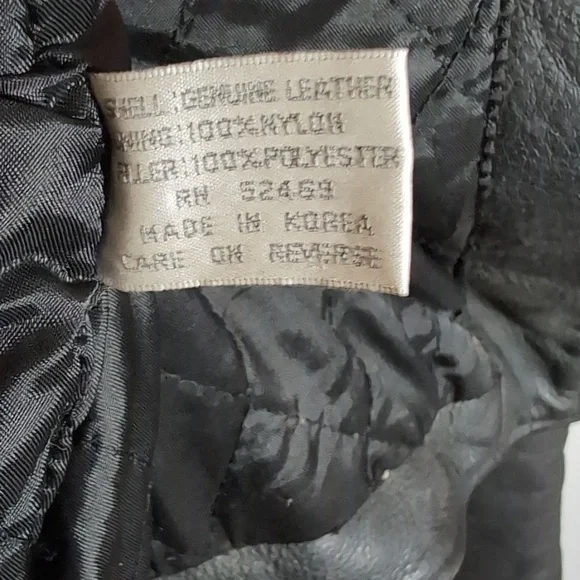 SHELL:GENUINE LEATHER
LINING:100%NYLON
FILLER:100%POLYESTER
RN 52469
MADE IN KOREA
CARE ON REVERSE